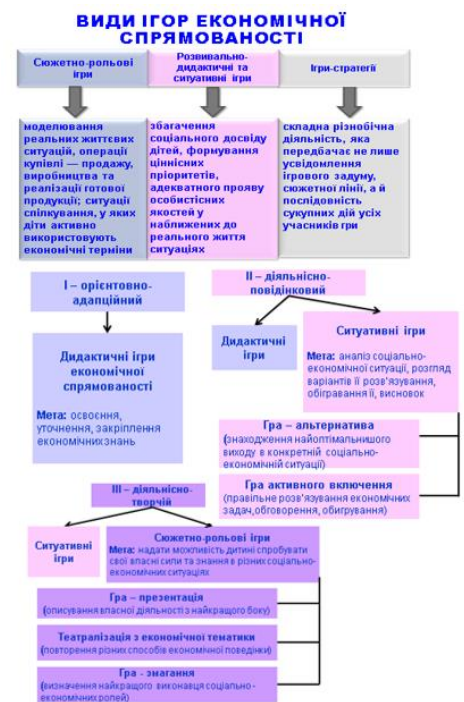 ВИДИ ІГОР ЕКОНОМІЧНОЇ
СПРЯМОВАНОСТІ
Сюжетно-рольові
ігри
Розвивально-
дидактичні та
ситуативні ігри
Ігри-стратегії
моделювання
реальних життєвих
ситуацій, операції
купівлі — продажу,
виробництва та
реалізації готової
продукції; ситуації
спілкування, у яких
діти активно
використовують
економічні терміни
збагачення
соціального досвіду
дітей, формування
ціннісних
пріоритетів,
адекватного прояву
особистісних
якостей у
наближених до
реального життя
ситуаціях
складна різнобічна
діяльність, яка
передбачає не лише
усвідомлення
ігрового задуму,
сюжетної лінії, а й
послідовність
сукупних дій усіх
учасників гри
І – орієнтовно-
адапційний
Дидактичні ігри
економічної
спрямованості
Мета: освоєння,
уточнення, закріплення
економічних знань
ІІ – діяльнісно-
повідінковий
Дидактичні
ігри
Ситуативні ігри
Мета: аналіз соціально-
економічної ситуації, розгляд
варіантів її розв'язування,
обігравання її, висновок
Гра – альтернатива
(знаходження найоптимальнішого
виходу в конкретній соціально-
економічній ситуації)
Гра активного включення
(правильне розв'язування економічних
задач,обговорення, обигрування)
ІІІ – діяльнісно-
творчій
Ситуативні
ігри
Сюжетно-рольові ігри
Мета: надати можливість дитині спробувати
свої власні сили та знання в різних соціально-
економічних ситуаціях
Гра – презентація
(описування власної діяльності з найкращого боку)
Театралізація з економічної тематики
(повторення різних способів економічної поведінки)
Гра - змагання
(визначення найкращого виконавця соціально-
економічних ролей)